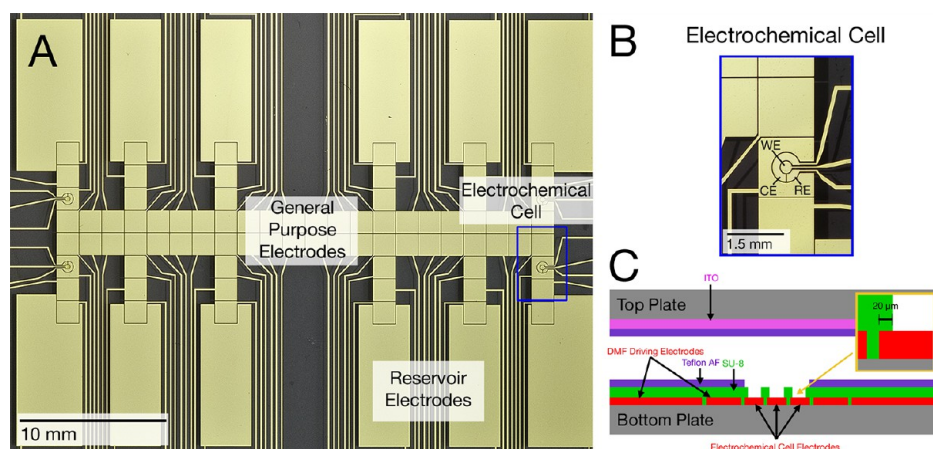 A
General
Purpose
Electrodes
Electrochemical
Cell
Reservoir
Electrodes
10 mm
B
Electrochemical Cell
WE
CE
RE
1.5 mm
C
ITO
Top Plate
20 μm
DMF Driving Electrodes
Teflon AF
SU-8
Bottom Plate
Electrochemical Cell Electrodes